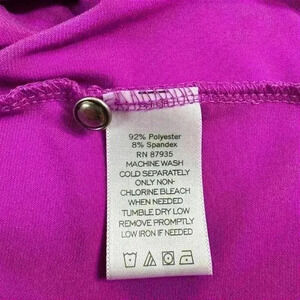 92% Polyester
8% Spandex
RN 87935
MACHINE WASH
COLD SEPARATELY
ONLY NON-
CHLORINE BLEACH
WHEN NEEDED
TUMBLE DRY LOW
REMOVE PROMPTLY
LOW IRON IF NEEDED